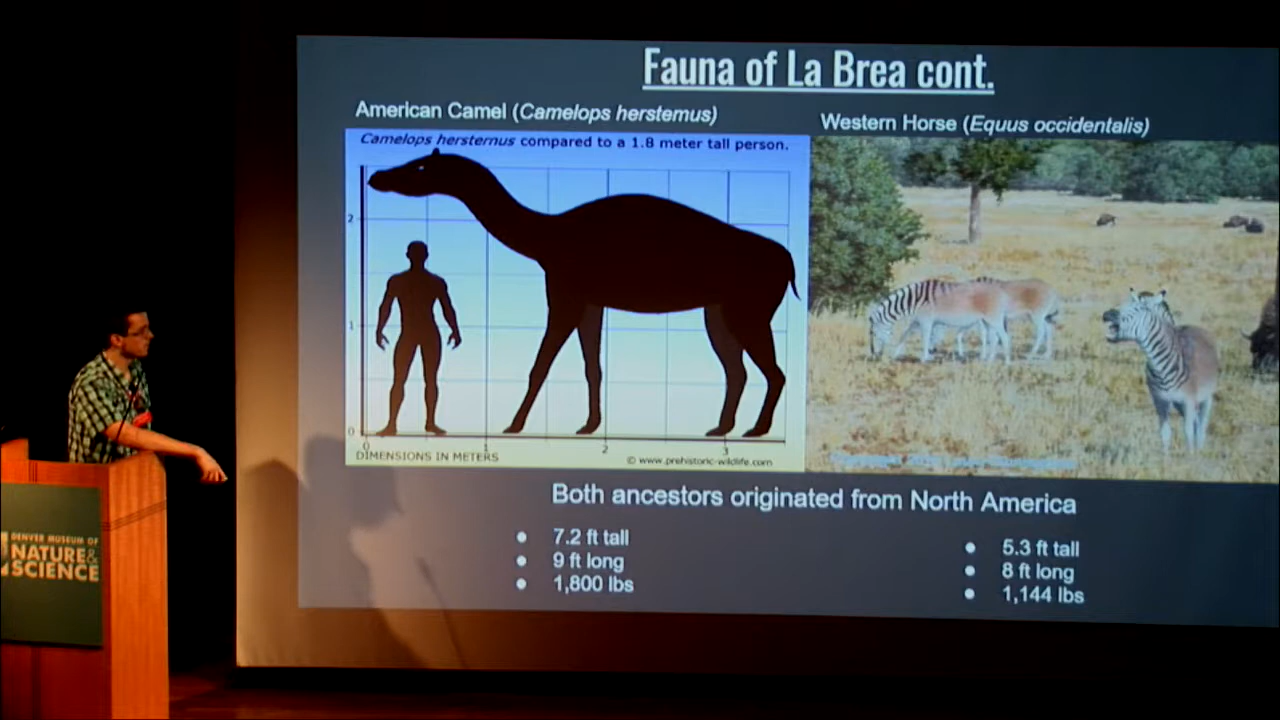 Fauna of La Brea cont.
American Camel (Camelops herstemus)
Western Horse (Equus occidentalis)
Camelops hersternus compared to a 1.8 meter tall person.
2
1
0
0
1
2
3
DIMENSIONS IN METERS
© www.prehistoric-wildlife.com
Both ancestors originated from North America
• 7.2 ft tall
• 9 ft long
• 1,800 lbs
• 5.3 ft tall
• 8 ft long
• 1,144 lbs
DENVER MUSEUM OF
NATURE &
SCIENCE